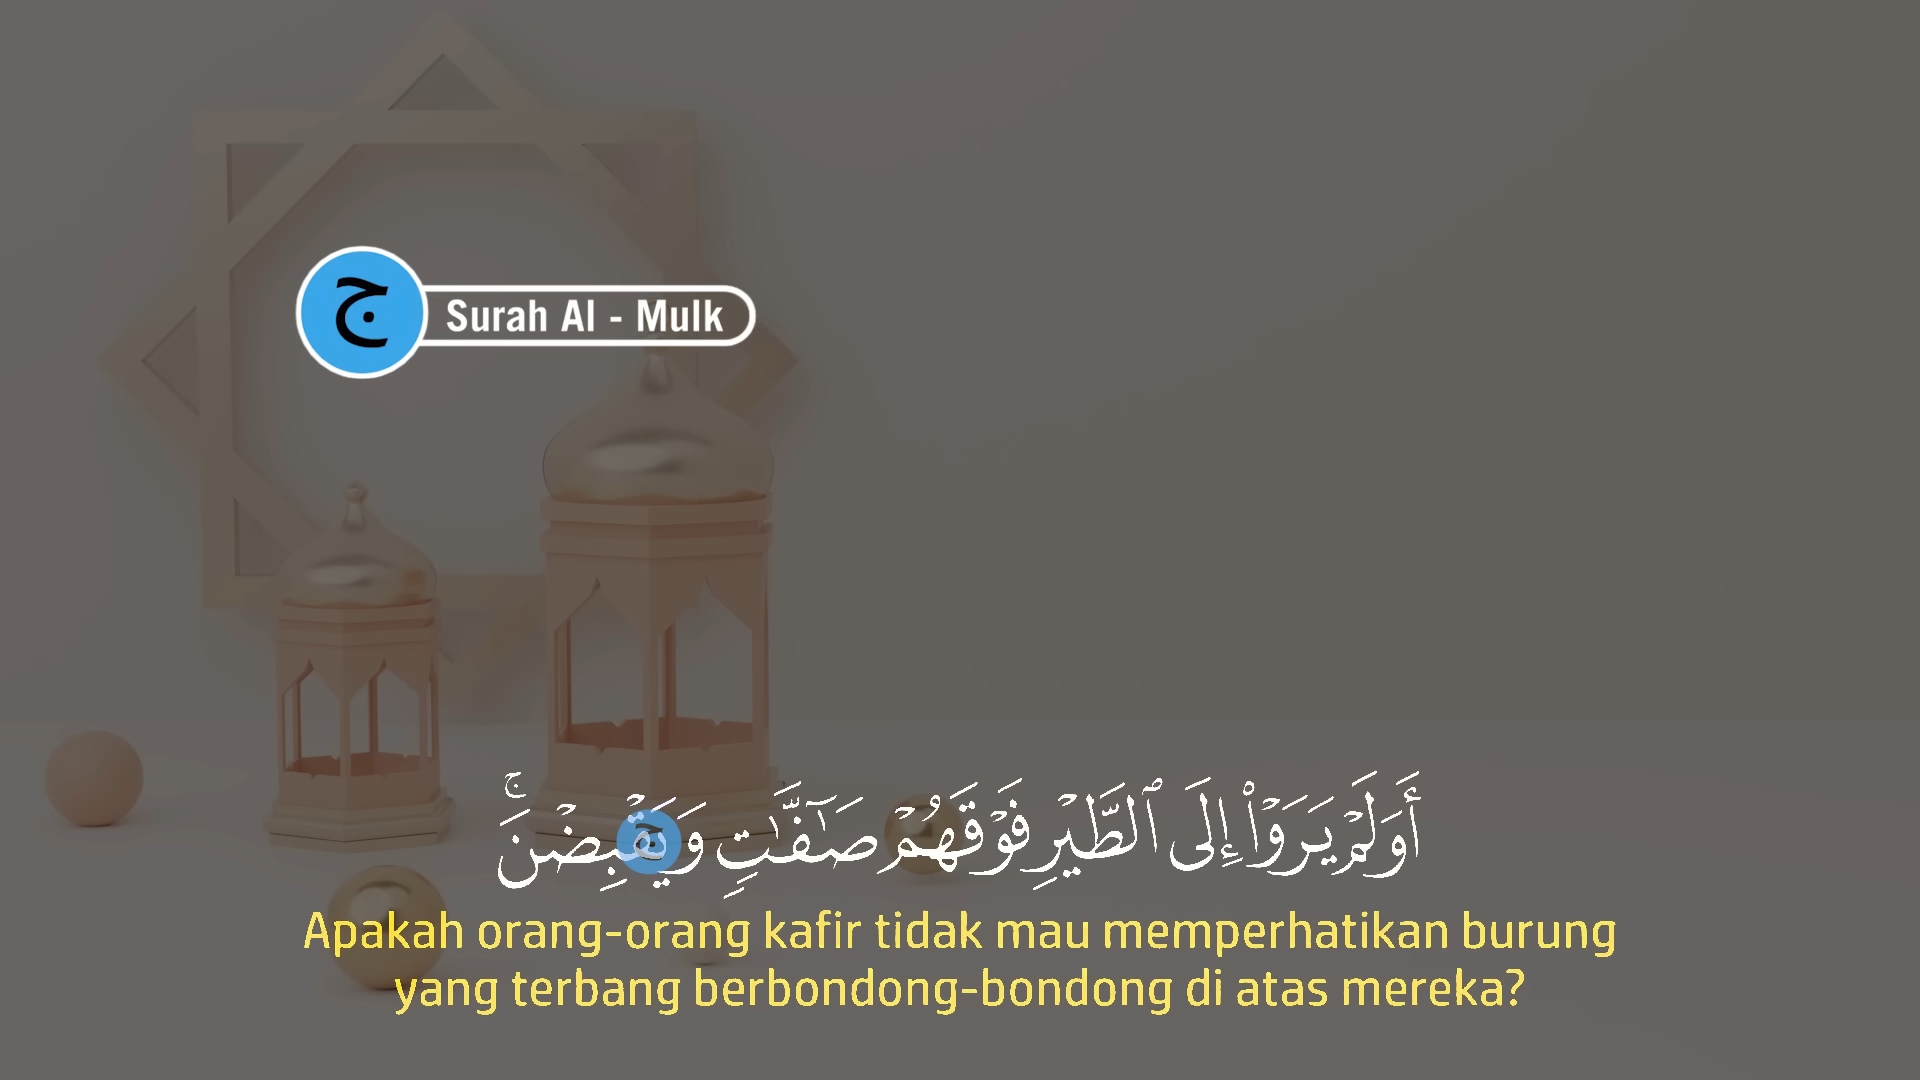 ج
Surah Al - Mulk
أَوَلَمْ يَرَوْا۟ إِلَى ٱلطَّيْرِ فَوْقَهُمْ صَـٰٓفَّـٰتٍ وَيَقْبِضْنَ ۚ
ج
Apakah orang-orang kafir tidak mau memperhatikan burung
yang terbang berbondong-bondong di atas mereka?